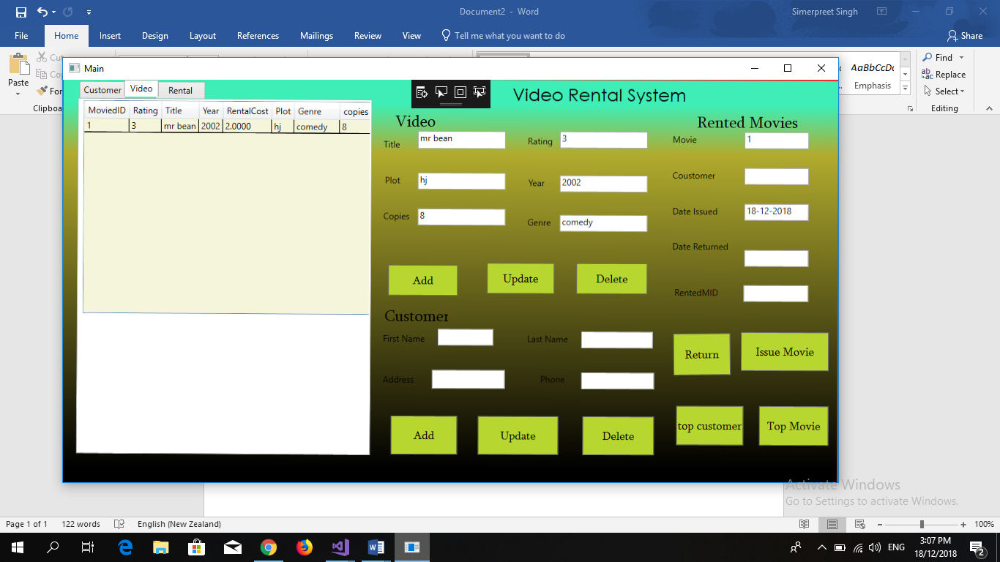 Document2 - Word
Simerpreet Singh
File Home Insert Design Layout References Mailings Review View Tell me what you want to do Share
Paste
Clipboa
AaBbCcDc
Emphasis
Find
Replace
Select
Editing
Main
Customer Video Rental
MoviedID Rating Title Year RentalCost Plot Genre copies
1 3 mr bean 2002 2.0000 hj comedy 8
Video Rental System
Video
Title mr bean Rating 3
Plot hj Year 2002
Copies 8 Genre comedy
Add Update Delete
Customer
First Name Last Name
Address Phone
Add Update Delete
Rented Movies
Movie 1
Coustomer
Date Issued 18-12-2018
Date Returned
RentedMID
Return Issue Movie
top customer Top Movie
Activate Windows
Go to Settings to activate Windows.
Page 1 of 1 122 words English (New Zealand) 100%
ENG
3:07 PM
18/12/2018
2